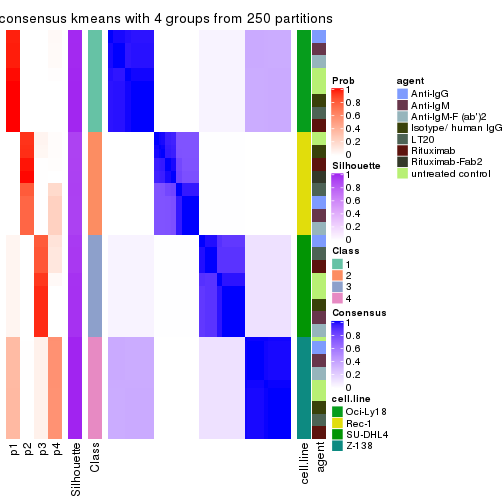 consensus kmeans with 4 groups from 250 partitions
Prob
1
0.8
0.6
0.4
0.2
0
Silhouette
1
0.8
0.6
0.4
0.2
0
Class
1
2
3
4
Consensus
1
0.8
0.6
0.4
0.2
0
cell.line
Oci-Ly18
Rec-1
SU-DHL4
Z-138
agent
Anti-IgG
Anti-IgM
Anti-IgM-F (ab')2
Isotype/ human IgG
LT20
Rituximab
Rituximab-Fab2
untreated control
p1
p2
p3
p4
Silhouette
Class
cell.line
agent